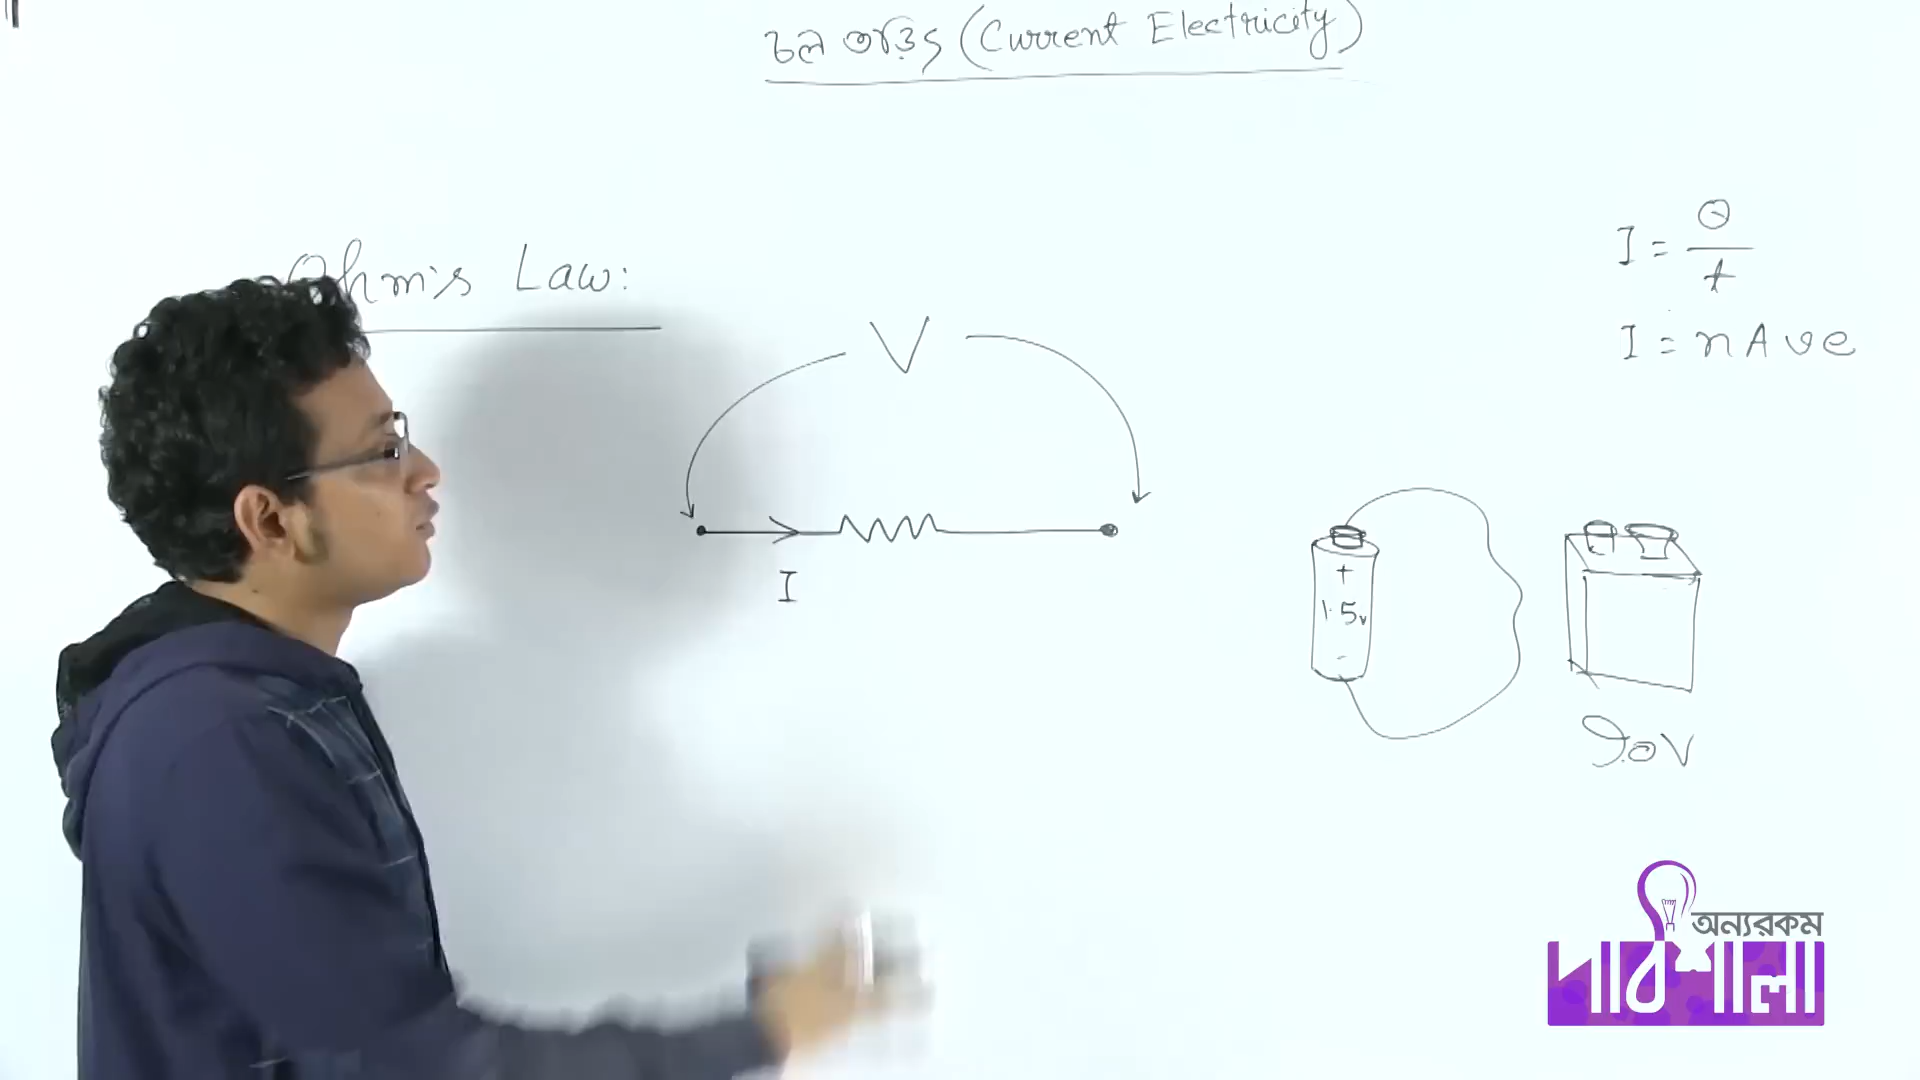 চল তড়িৎ (Current Electricity)
Ohm's Law:
I = Q
t
I = nAve
V
I
+
1.5v
-
9.0V
অন্যরকম
পাঠশালা